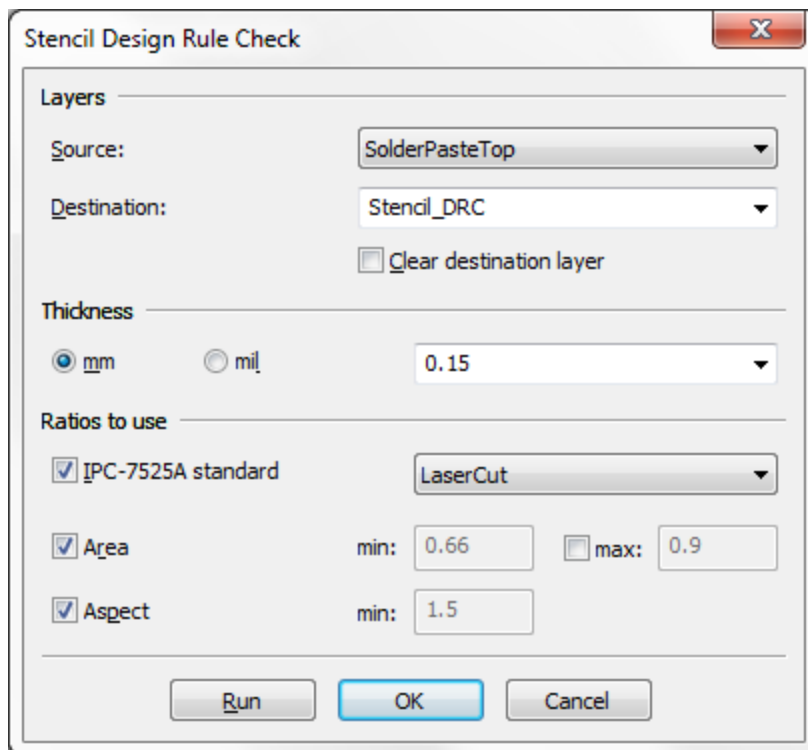 Stencil Design Rule Check
Layers
Source: SolderPasteTop
Destination: Stencil_DRC
Clear destination layer
Thickness
mm mil 0.15
Ratios to use
IPC-7525A standard LaserCut
Area min: 0.66 max: 0.9
Aspect min: 1.5
Run OK Cancel